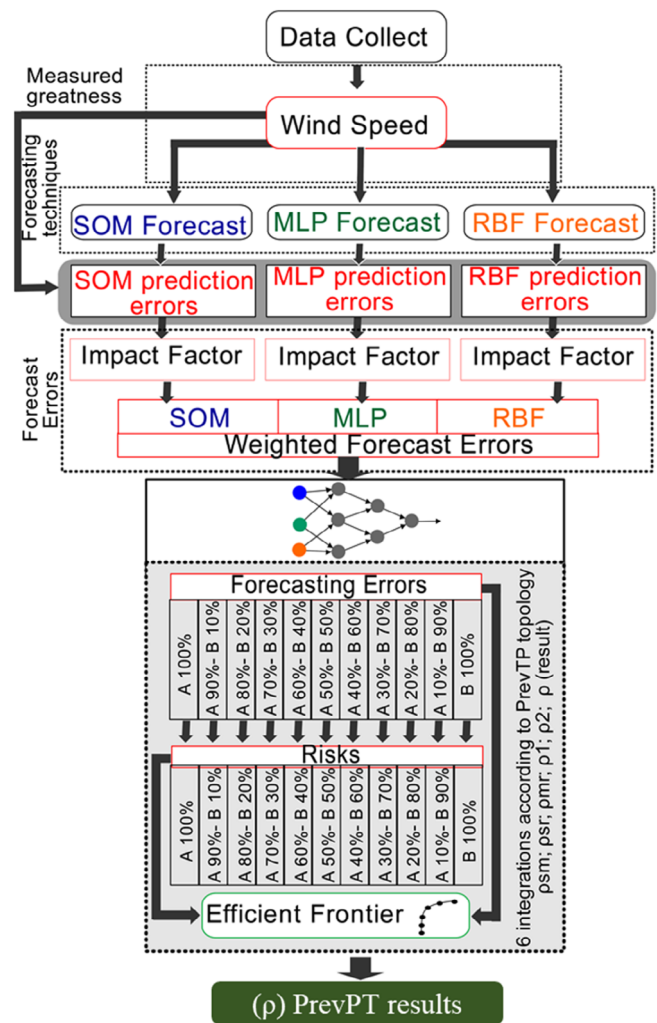 Data Collect
Measured
greatness
Wind Speed
Forecasting
techniques
SOM Forecast
MLP Forecast
RBF Forecast
SOM prediction
errors
MLP prediction
errors
RBF prediction
errors
Forecast
Errors
Impact Factor
Impact Factor
Impact Factor
SOM
MLP
RBF
Weighted Forecast Errors
Forecasting Errors
A 100%
A 90%- B 10%
A 80%- B 20%
A 70%- B 30%
A 60%- B 40%
A 50%- B 50%
A 40%- B 60%
A 30%- B 70%
A 20%- B 80%
A 10%- B 90%
B 100%
Risks
A 100%
A 90%- B 10%
A 80%- B 20%
A 70%- B 30%
A 60%- B 40%
A 50%- B 50%
A 40%- B 60%
A 30%- B 70%
A 20%- B 80%
A 10%- B 90%
B 100%
Efficient Frontier
6 integrations according to PrevTP topology
ρsm; ρsr; ρmr; ρ1; ρ2; ρ (result)
(ρ) PrevPT results